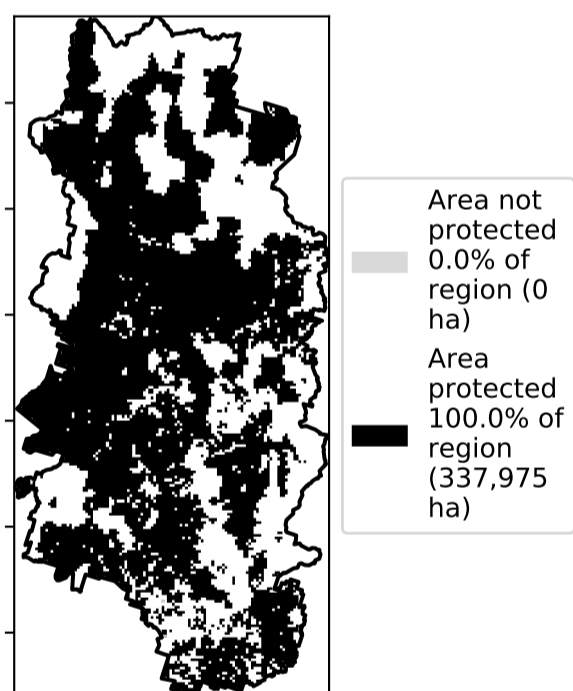 Area not
protected
0.0% of
region (0
ha)
Area
protected
100.0% of
region
(337,975
ha)